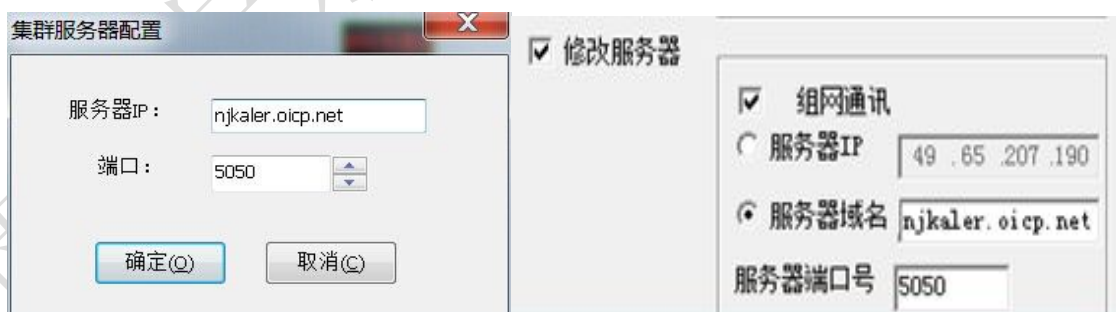 集群服务器配置
服务器IP：
njkaler.oicp.net
端口：
5050
确定(O)
取消(C)
修改服务器
组网通讯
服务器IP
49 .65 .207 .190
服务器域名
njkaler.oicp.net
服务器端口号
5050